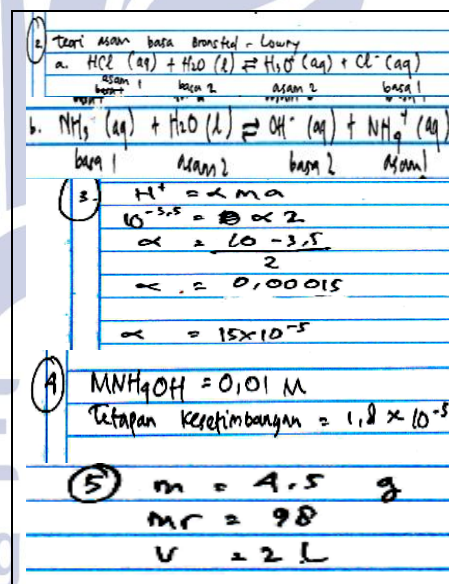 2 teori asam basa Bronsted - Lowry
a. HCl (aq) + H2O (l) ⇌ H3O⁺ (aq) + Cl⁻ (aq)
asam 1 basa 2 asam 2 basa 1
b. NH3 (aq) + H2O (l) ⇌ OH⁻ (aq) + NH4⁺ (aq)
basa 1 asam 2 basa 2 asam 1
3. H⁺ = α ma
10⁻³,⁵ = α 2
α = 10 -3,5
2
α = 0,00015
α = 15×10⁻⁵
4 MNH4OH = 0,01 M
Tetapan kesetimbangan = 1,8 × 10⁻⁵
5 m = 4.5 g
mr = 98
V = 2 L